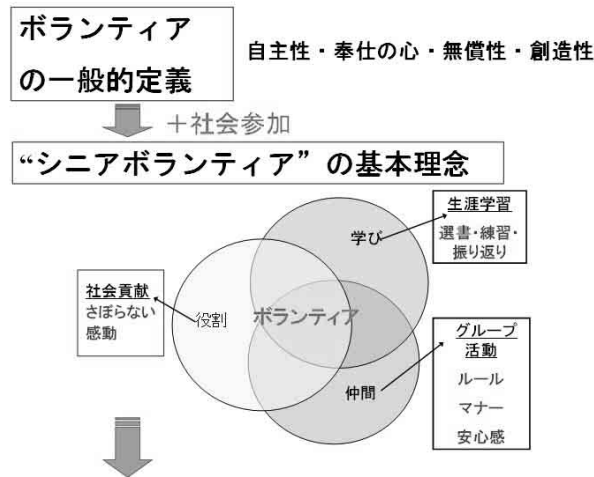 ボランティア
の一般的定義
自主性・奉仕の心・無償性・創造性
＋社会参加
“シニアボランティア”の基本理念
生涯学習
選書・練習・
振り返り
学び
社会貢献
さぼらない
感動
役割
ボランティア
グループ
活動
ルール
マナー
安心感
仲間